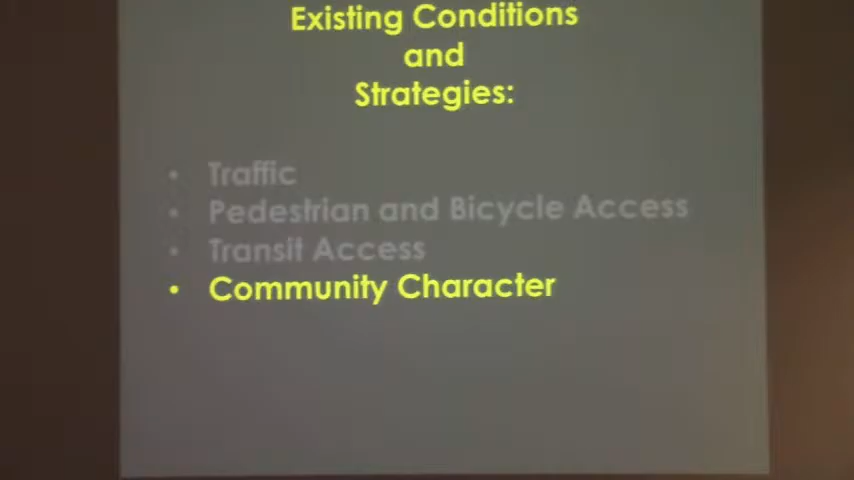 Existing Conditions
and
Strategies:
• Traffic
• Pedestrian and Bicycle Access
• Transit Access
• Community Character